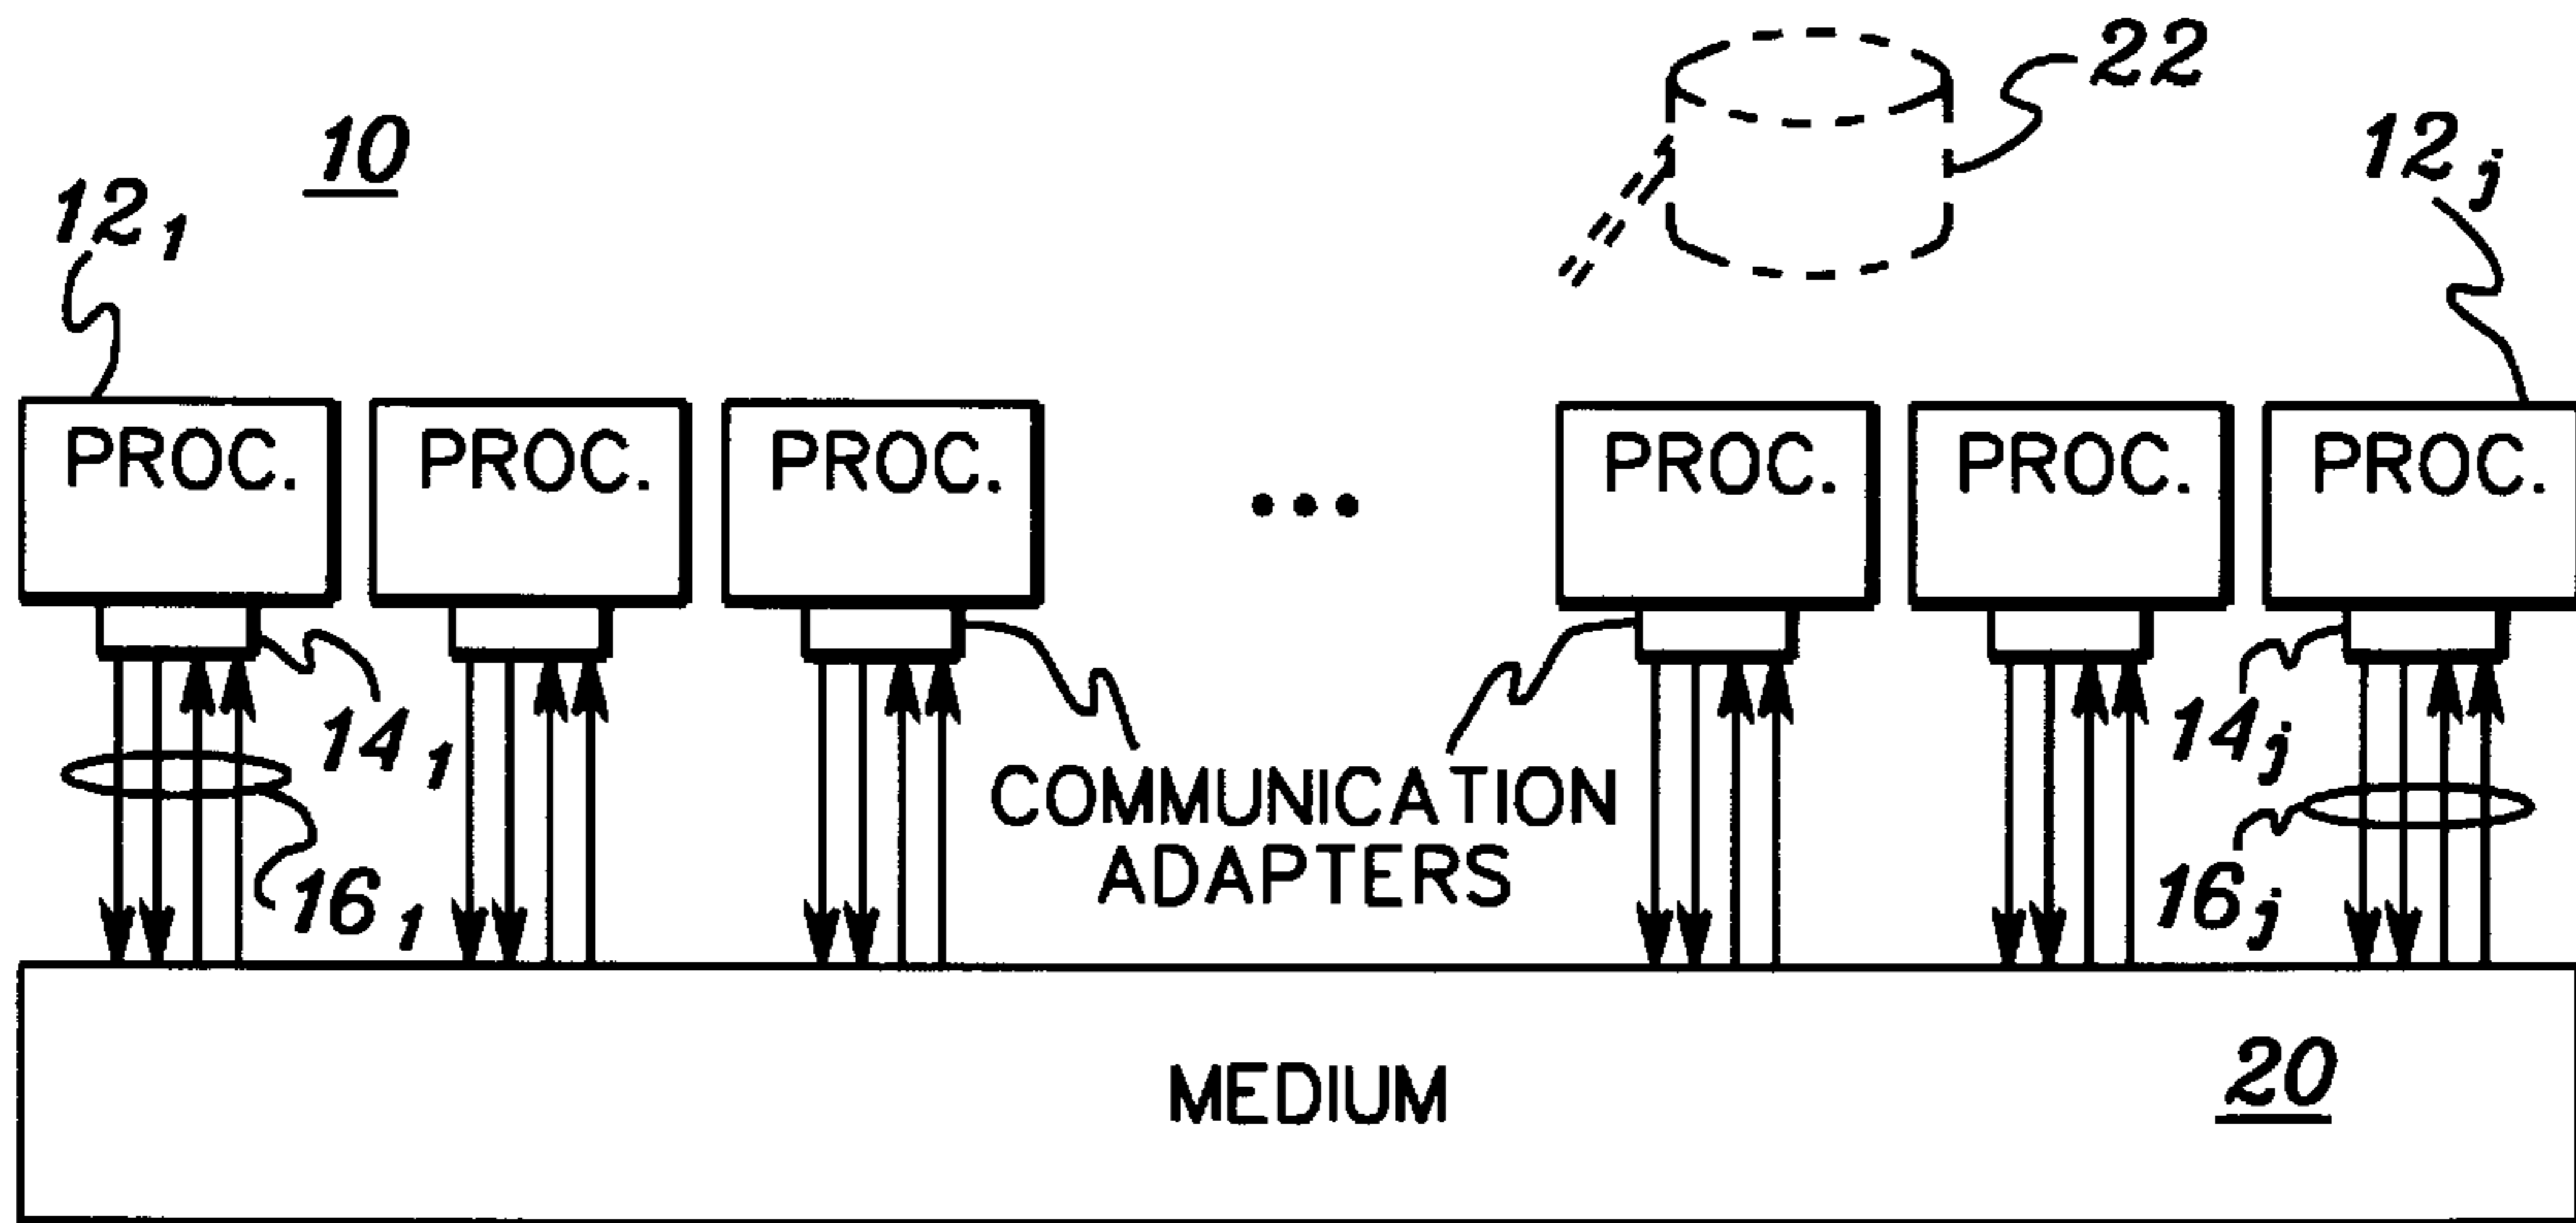 22
10
12₁
12ⱼ
PROC. PROC. PROC. ••• PROC. PROC. PROC.
14₁
14ⱼ
COMMUNICATION
ADAPTERS
16₁
16ⱼ
MEDIUM
20